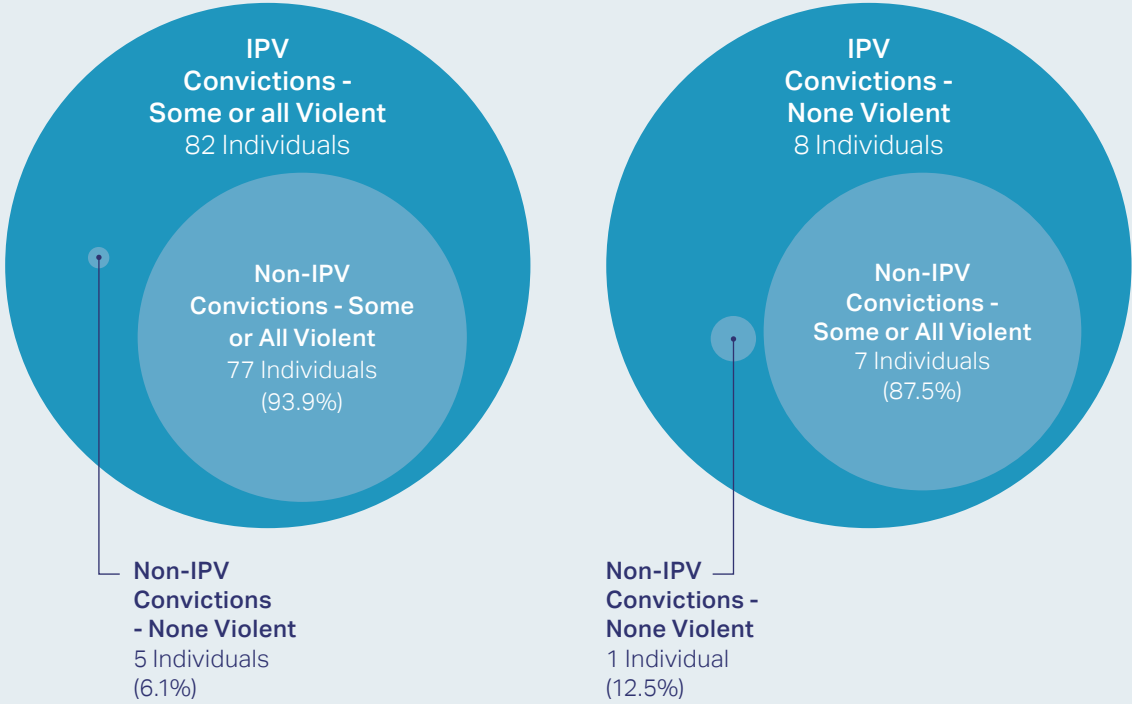 IPV
Convictions -
Some or all Violent
82 Individuals
Non-IPV
Convictions - Some
or All Violent
77 Individuals
(93.9%)
Non-IPV
Convictions
- None Violent
5 Individuals
(6.1%)
IPV
Convictions -
None Violent
8 Individuals
Non-IPV
Convictions -
Some or All Violent
7 Individuals
(87.5%)
Non-IPV
Convictions -
None Violent
1 Individual
(12.5%)